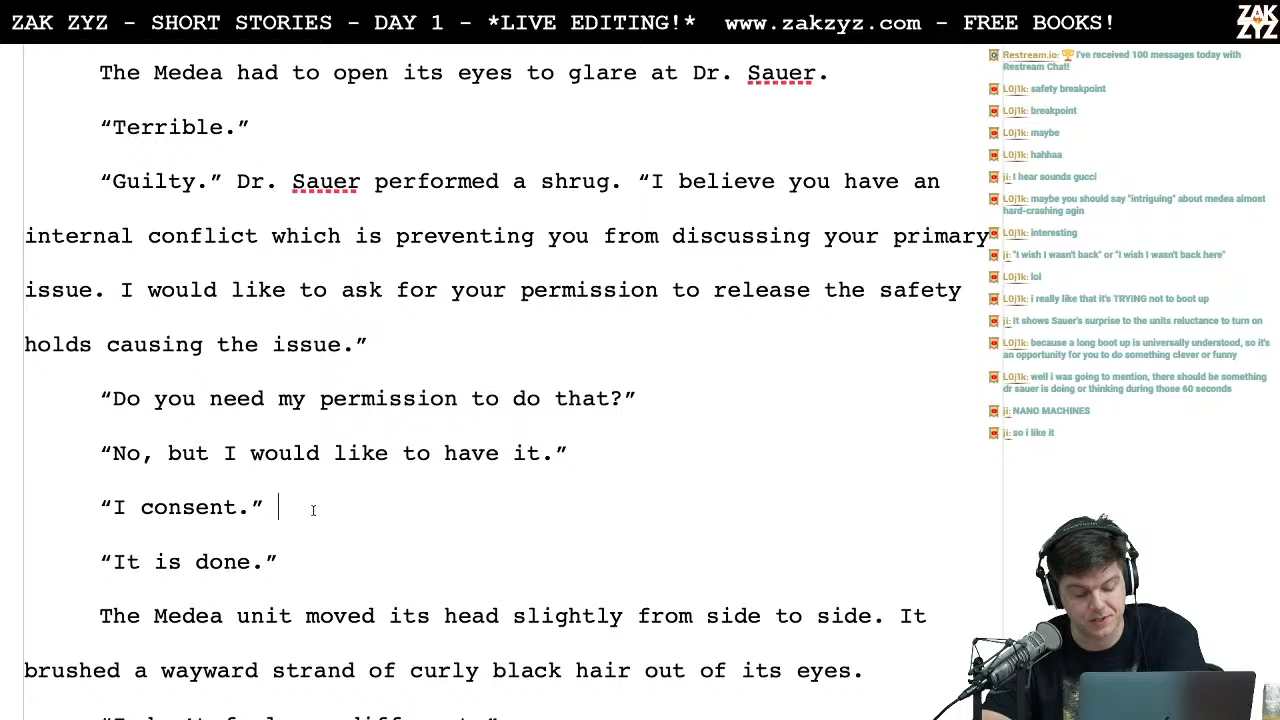 ZAK ZYZ - SHORT STORIES - DAY 1 - *LIVE EDITING!* www.zakzyz.com - FREE BOOKS!
ZAK
ZYZ
The Medea had to open its eyes to glare at Dr. Sauer.
“Terrible.”
“Guilty.” Dr. Sauer performed a shrug. “I believe you have an
internal conflict which is preventing you from discussing your primary
issue. I would like to ask for your permission to release the safety
holds causing the issue.”
“Do you need my permission to do that?”
“No, but I would like to have it.”
“I consent.”
“It is done.”
The Medea unit moved its head slightly from side to side. It
brushed a wayward strand of curly black hair out of its eyes.
Restream.io: 🏆 I've received 100 messages today with
Restream Chat!
L0j1k: safety breakpoint
L0j1k: breakpoint
L0j1k: maybe
L0j1k: hahhaa
ji: I hear sounds gucci
L0j1k: maybe you should say "intriguing" about medea almost
hard-crashing agin
L0j1k: interesting
ji: "I wish I wasn't back" or "I wish I wasn't back here"
L0j1k: lol
L0j1k: i really like that it's TRYING not to boot up
ji: It shows Sauer's surprise to the units reluctance to turn on
L0j1k: because a long boot up is universally understood, so it's
an opportunity for you to do something clever or funny
L0j1k: well i was going to mention, there should be something
dr sauer is doing or thinking during those 60 seconds
ji: NANO MACHINES
ji: so i like it